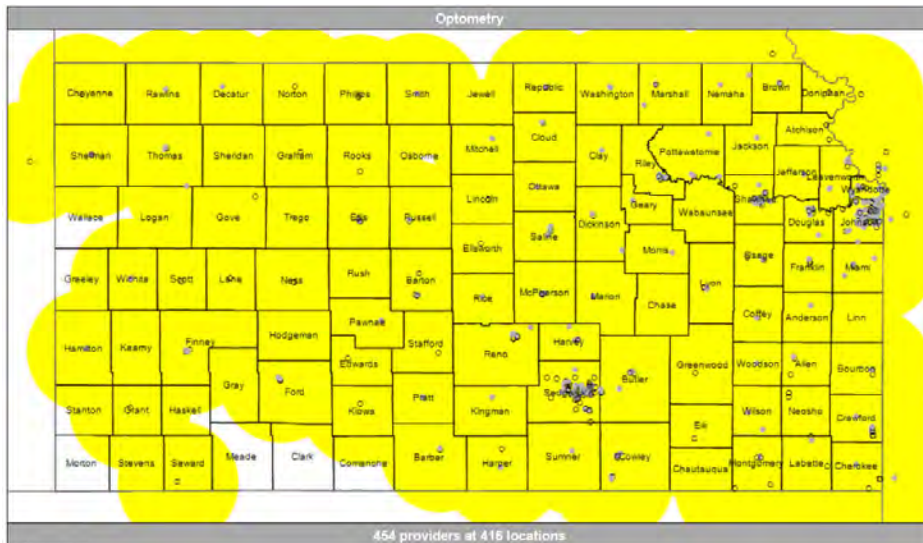 Optometry
Cheyenne Rawlins Decatur Norton Phillips Smith Jewell Republic Washington Marshall Nemaha Brown Doniphan
Atchison
Cloud
Sherman Thomas Sheridan Graham Rooks Osborne Mitchell Clay Riley Pottawatomie Jackson Jefferson Leavenworth
Wyandotte
Lincoln Ottawa Geary Wabaunsee Shawnee Douglas Johnson
Wallace Logan Gove Trego Ellis Russell Saline Dickinson
Ellsworth Morris Osage Franklin Miami
Greeley Wichita Scott Lane Ness Rush Barton Rice McPherson Marion Chase Lyon
Pawnee Coffey Anderson Linn
Hamilton Kearny Finney Hodgeman Stafford Reno Harvey
Edwards Greenwood Woodson Allen Bourbon
Gray Ford Sedgwick Butler
Stanton Grant Haskell Kiowa Pratt Kingman Wilson Neosho Crawford
Elk
Morton Stevens Seward Meade Clark Comanche Barber Harper Sumner Cowley Chautauqua Montgomery Labette Cherokee
454 providers at 416 locations